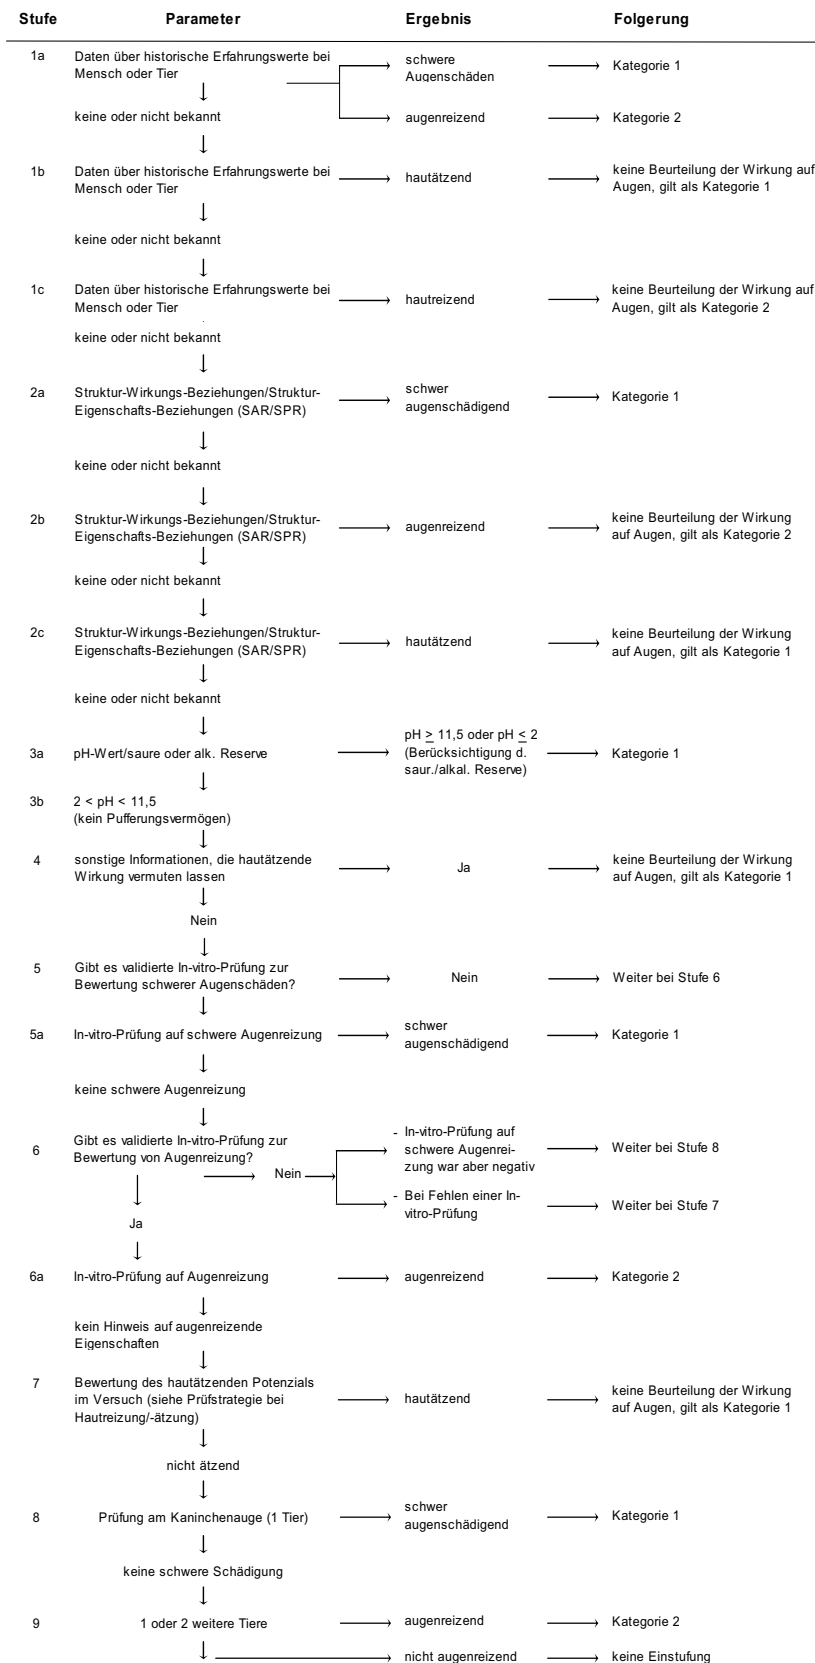 Stufe Parameter Ergebnis Folgerung
1a Daten über historische Erfahrungswerte bei
Mensch oder Tier
schwere
Augenschäden
Kategorie 1
keine oder nicht bekannt
augenreizend
Kategorie 2
1b Daten über historische Erfahrungswerte bei
Mensch oder Tier
hautätzend
keine Beurteilung der Wirkung auf
Augen, gilt als Kategorie 1
keine oder nicht bekannt
1c Daten über historische Erfahrungswerte bei
Mensch oder Tier
hautreizend
keine Beurteilung der Wirkung auf
Augen, gilt als Kategorie 2
keine oder nicht bekannt
2a Struktur-Wirkungs-Beziehungen/Struktur-
Eigenschafts-Beziehungen (SAR/SPR)
schwer
augenschädigend
Kategorie 1
keine oder nicht bekannt
2b Struktur-Wirkungs-Beziehungen/Struktur-
Eigenschafts-Beziehungen (SAR/SPR)
augenreizend
keine Beurteilung der Wirkung
auf Augen, gilt als Kategorie 2
keine oder nicht bekannt
2c Struktur-Wirkungs-Beziehungen/Struktur-
Eigenschafts-Beziehungen (SAR/SPR)
hautätzend
keine Beurteilung der Wirkung
auf Augen, gilt als Kategorie 1
keine oder nicht bekannt
3a pH-Wert/saure oder alk. Reserve
pH ≥ 11,5 oder pH ≤ 2
(Berücksichtigung d.
saur./alkal. Reserve)
Kategorie 1
3b 2 < pH < 11,5
(kein Pufferungsvermögen)
4 sonstige Informationen, die hautätzende
Wirkung vermuten lassen
Ja
keine Beurteilung der Wirkung
auf Augen, gilt als Kategorie 1
Nein
5 Gibt es validierte In-vitro-Prüfung zur
Bewertung schwerer Augenschäden?
Nein
Weiter bei Stufe 6
5a In-vitro-Prüfung auf schwere Augenreizung
schwer
augenschädigend
Kategorie 1
keine schwere Augenreizung
6 Gibt es validierte In-vitro-Prüfung zur
Bewertung von Augenreizung?
Nein
- In-vitro-Prüfung auf
schwere Augenrei-
zung war aber negativ
Weiter bei Stufe 8
- Bei Fehlen einer In-
vitro-Prüfung
Weiter bei Stufe 7
Ja
6a In-vitro-Prüfung auf Augenreizung
augenreizend
Kategorie 2
kein Hinweis auf augenreizende
Eigenschaften
7 Bewertung des hautätzenden Potenzials
im Versuch (siehe Prüfstrategie bei
Hautreizung/-ätzung)
hautätzend
keine Beurteilung der Wirkung
auf Augen, gilt als Kategorie 1
nicht ätzend
8 Prüfung am Kaninchenauge (1 Tier)
schwer
augenschädigend
Kategorie 1
keine schwere Schädigung
9 1 oder 2 weitere Tiere
augenreizend
Kategorie 2
nicht augenreizend
keine Einstufung